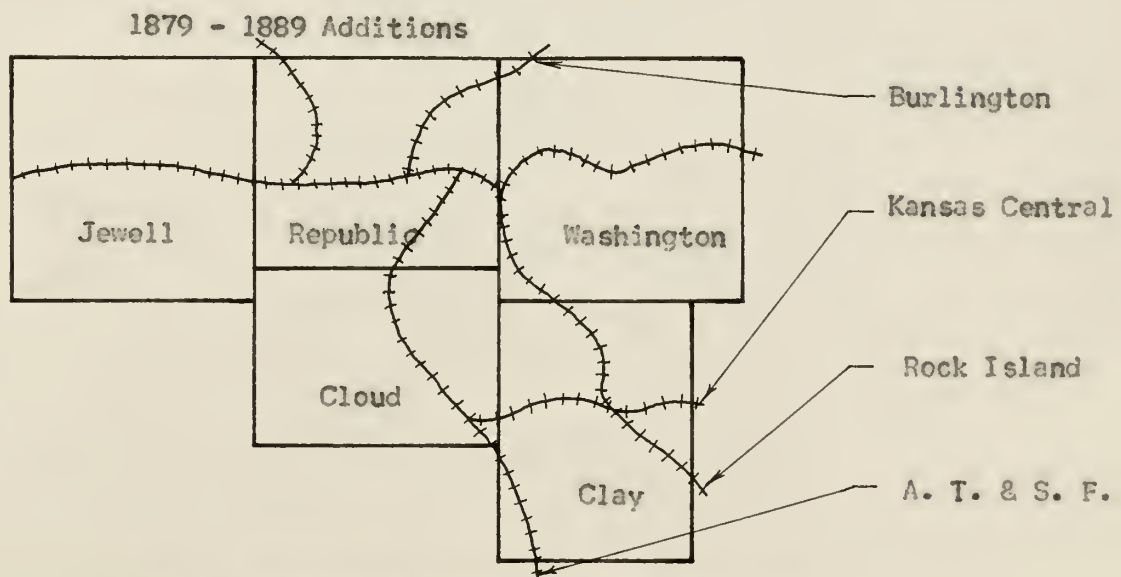 1879 - 1889 Additions
Burlington
Kansas Central
Jewell
Republic
Washington
Rock Island
Cloud
Clay
A. T. & S. F.